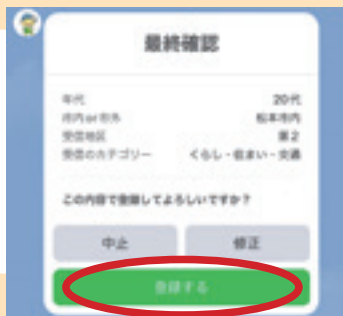 最終確認
年代 20代
市内or市外 松本市内
受信地区 第2
受信のカテゴリー くらし・住まい・交通
この内容で登録してよろしいですか?
中止 修正
登録する